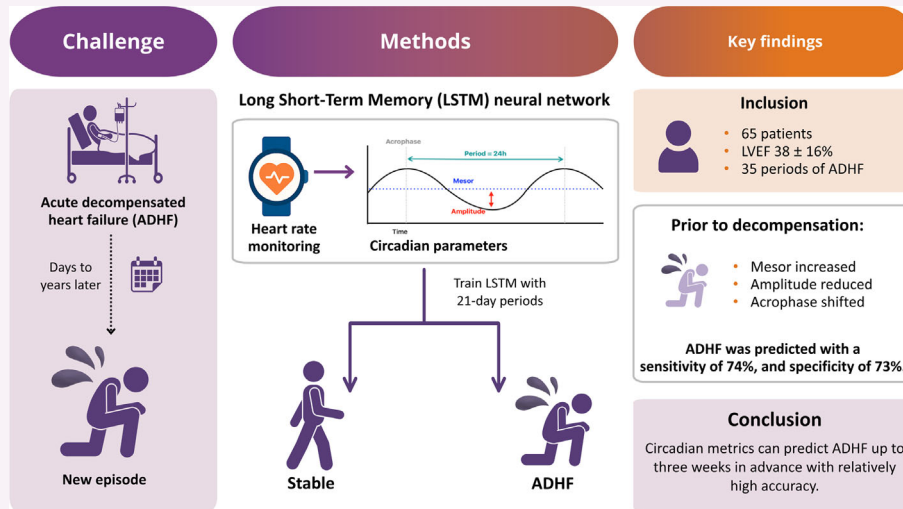 Challenge
Acute decompensated
heart failure (ADHF)
Days to
years later
New episode
Methods
Long Short-Term Memory (LSTM) neural network
Heart rate
monitoring
Acrophase
Period = 24h
Mesor
Amplitude
Time
Circadian parameters
Train LSTM with
21-day periods
Stable
ADHF
Key findings
Inclusion
• 65 patients
• LVEF 38 ± 16%
• 35 periods of ADHF
Prior to decompensation:
• Mesor increased
• Amplitude reduced
• Acrophase shifted
ADHF was predicted with a
sensitivity of 74%, and specificity of 73%.
Conclusion
Circadian metrics can predict ADHF up to
three weeks in advance with relatively
high accuracy.